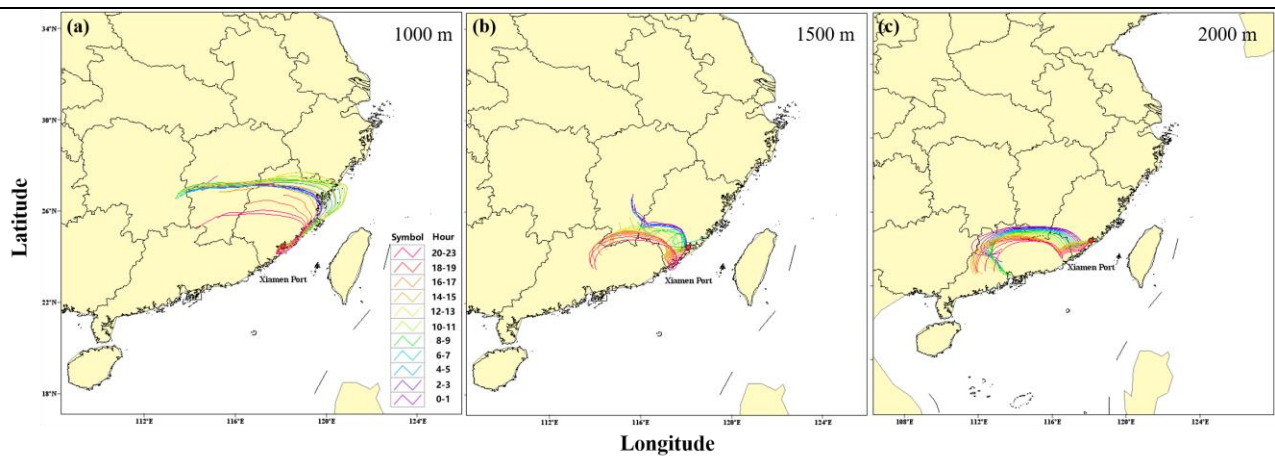 (a) 1000 m
(b) 1500 m
(c) 2000 m
Latitude
34°N
30°N
26°N
22°N
18°N
Symbol Hour
20-23
18-19
16-17
14-15
12-13
10-11
8-9
6-7
4-5
2-3
0-1
Xiamen Port
Xiamen Port
Xiamen Port
112°E 116°E 120°E
112°E 116°E 120°E 124°E
108°E 112°E 116°E 120°E 124°E
Longitude